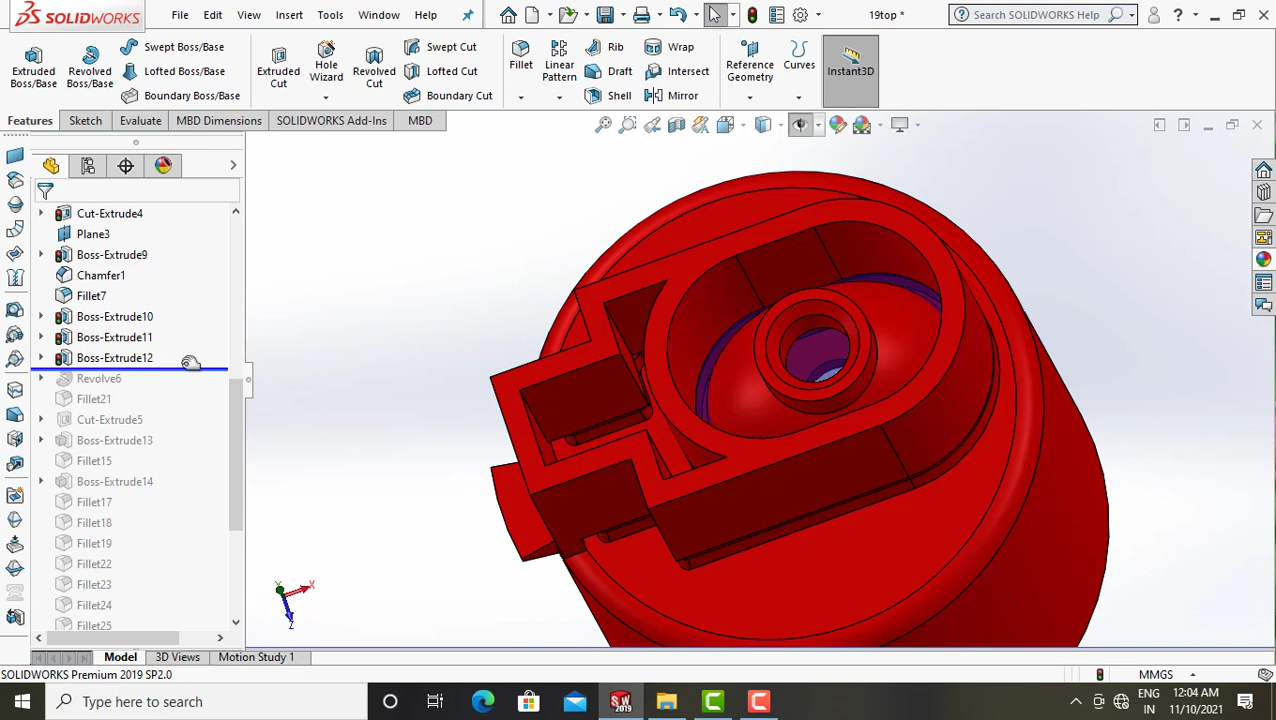 SOLIDWORKS File Edit View Insert Tools Window Help 19top * Search SOLIDWORKS Help
Extruded Boss/Base
Revolved Boss/Base
Swept Boss/Base
Lofted Boss/Base
Boundary Boss/Base
Extruded Cut
Hole Wizard
Revolved Cut
Swept Cut
Lofted Cut
Boundary Cut
Fillet
Linear Pattern
Rib
Draft
Shell
Wrap
Intersect
Mirror
Reference Geometry
Curves
Instant3D
Features Sketch Evaluate MBD Dimensions SOLIDWORKS Add-Ins MBD
Cut-Extrude4
Plane3
Boss-Extrude9
Chamfer1
Fillet7
Boss-Extrude10
Boss-Extrude11
Boss-Extrude12
Revolve6
Fillet21
Cut-Extrude5
Boss-Extrude13
Fillet15
Boss-Extrude14
Fillet17
Fillet18
Fillet19
Fillet22
Fillet23
Fillet24
Fillet25
Y X Z
Model 3D Views Motion Study 1
SOLIDWORKS Premium 2019 SP2.0 MMGS
Type here to search
SW 2019
ENG 12:04 AM
IN 11/10/2021